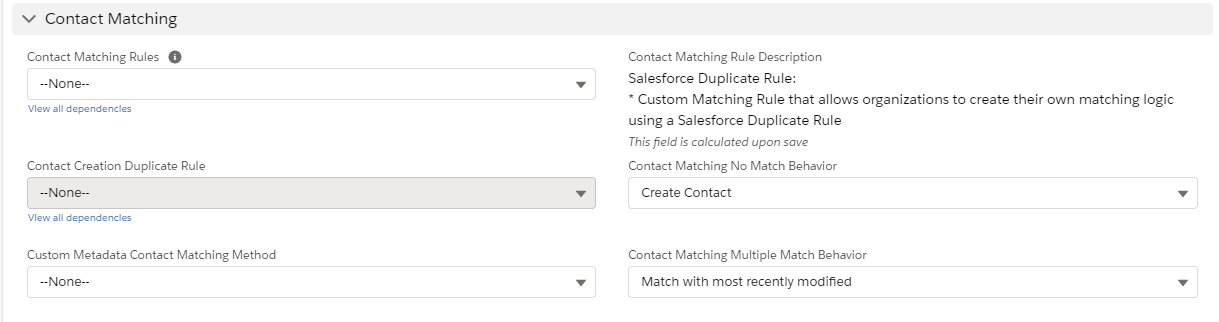 Contact Matching
Contact Matching Rules
--None--
View all dependencies
Contact Matching Rule Description
Salesforce Duplicate Rule:
* Custom Matching Rule that allows organizations to create their own matching logic
using a Salesforce Duplicate Rule
This field is calculated upon save
Contact Creation Duplicate Rule
--None--
View all dependencies
Contact Matching No Match Behavior
Create Contact
Custom Metadata Contact Matching Method
--None--
Contact Matching Multiple Match Behavior
Match with most recently modified